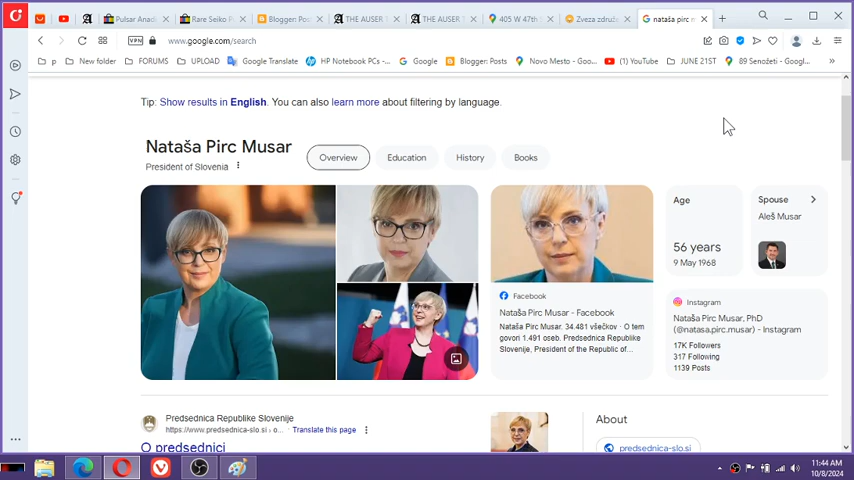 Pulsar Anad
Rare Seiko P
Bloggen Pos
THE AUSER
THE AUSER
405 W 47th
Zveza združe
nataša pirc m
VPN
www.google.com/search
p
New folder
FORUMS
UPLOAD
Google Translate
HP Notebook PCs -...
Google
Blogger: Posts
Novo Mesto - Goo...
(1) YouTube
JUNE 21ST
89 Senožeti - Googl...
Tip: Show results in English. You can also learn more about filtering by language.
Nataša Pirc Musar
President of Slovenia
Overview
Education
History
Books
Facebook
Nataša Pirc Musar - Facebook
Nataša Pirc Musar. 34.481 všečkov · O tem
govori 1.491 oseb. Predsednica Republike
Slovenije, President of the Republic of...
Age
56 years
9 May 1968
Spouse
Aleš Musar
Instagram
Nataša Pirc Musar, PhD
(@natasa.pirc.musar) - Instagram
17K Followers
317 Following
1139 Posts
Predsednica Republike Slovenije
https://www.predsednica-slo.si › o...
Translate this page
O predsednici
About
predsednica-slo.si
11:44 AM
10/8/2024